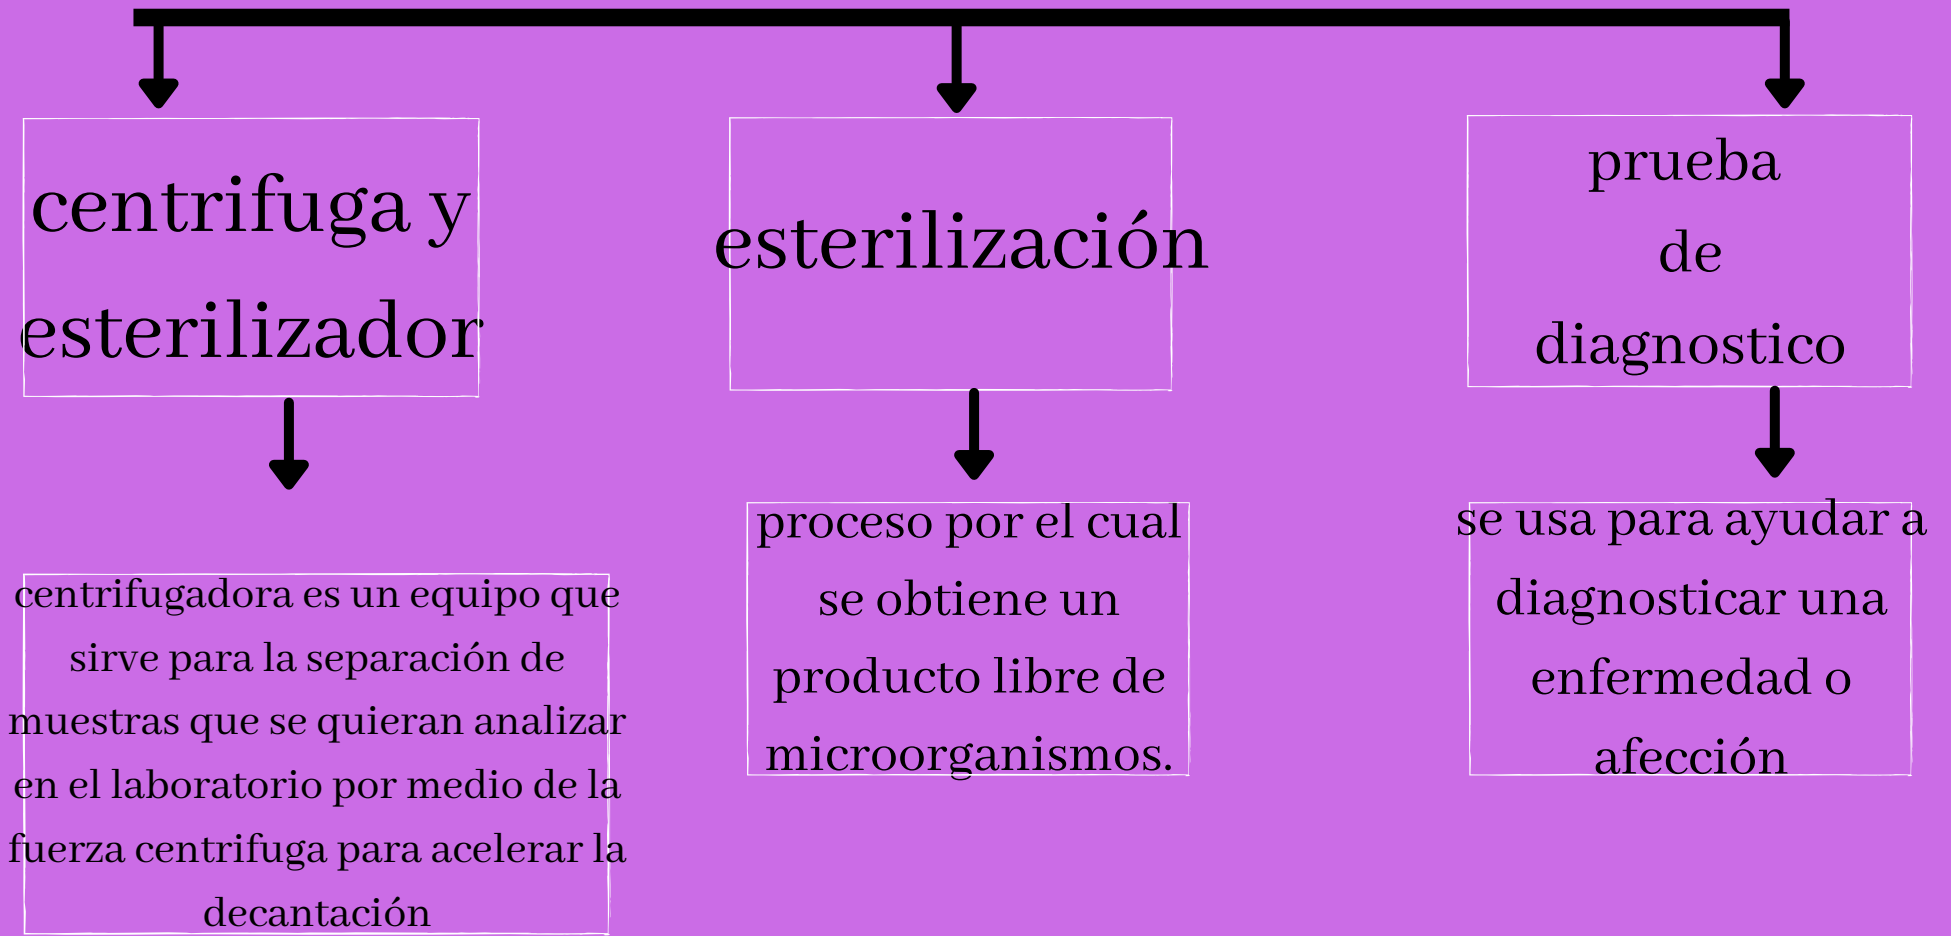 centrifuga y
esterilizador
esterilización
prueba
de
diagnostico
centrifugadora es un equipo que
sirve para la separación de
muestras que se quieran analizar
en el laboratorio por medio de la
fuerza centrifuga para acelerar la
decantación
proceso por el cual
se obtiene un
producto libre de
microorganismos.
se usa para ayudar a
diagnosticar una
enfermedad o
afección